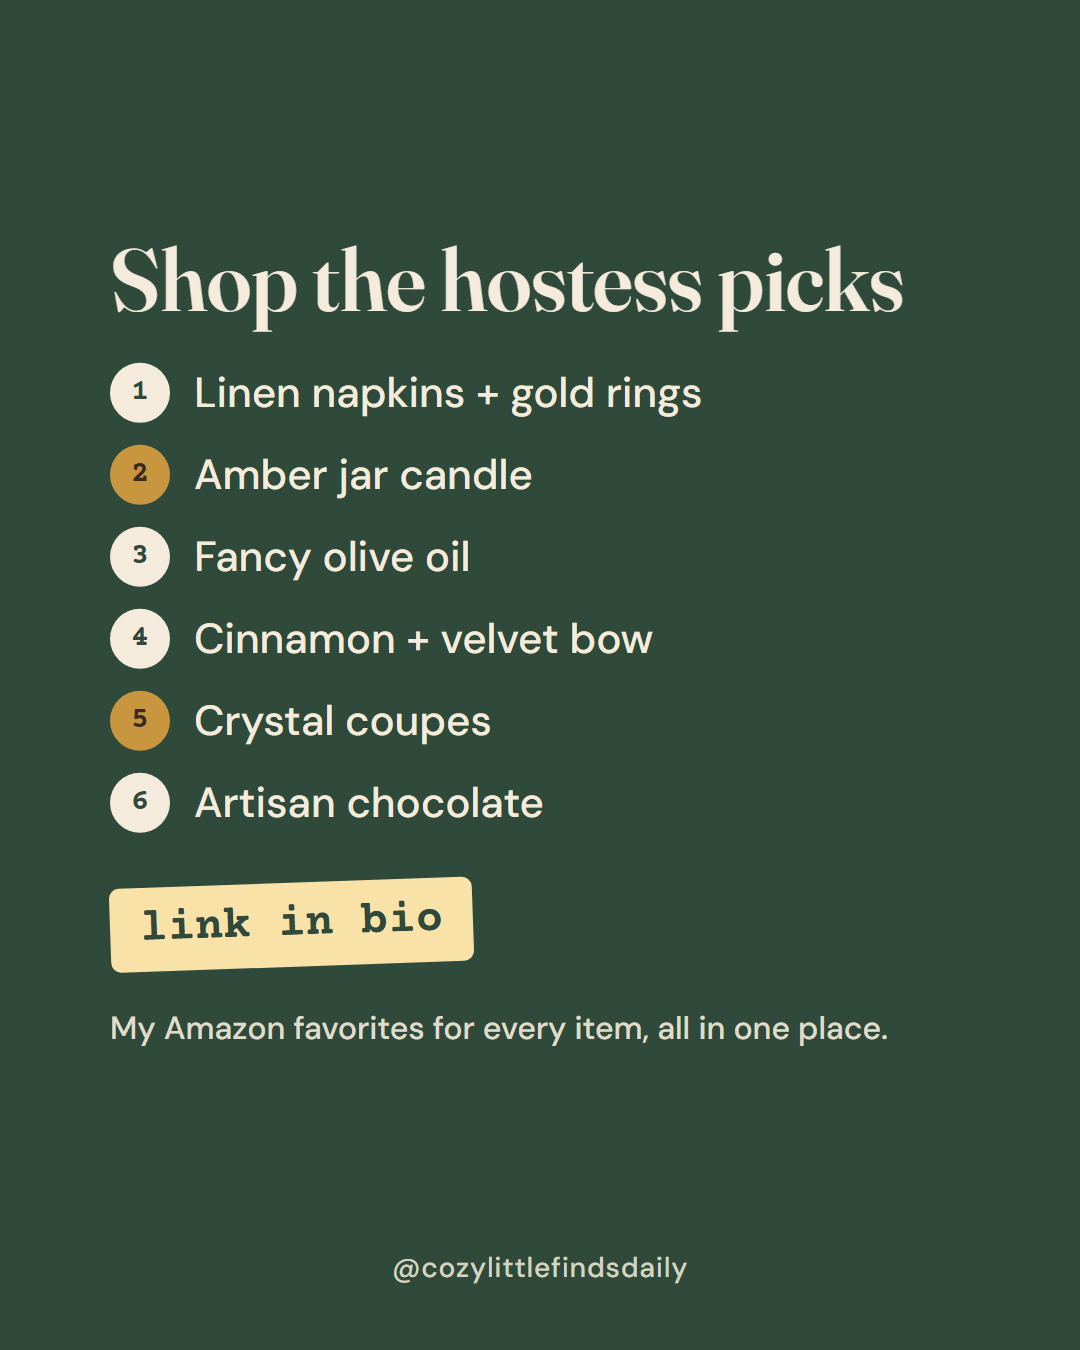 Shop the hostess picks
1 Linen napkins + gold rings
2 Amber jar candle
3 Fancy olive oil
4 Cinnamon + velvet bow
5 Crystal coupes
6 Artisan chocolate
link in bio
My Amazon favorites for every item, all in one place.
@cozylittlefindsdaily